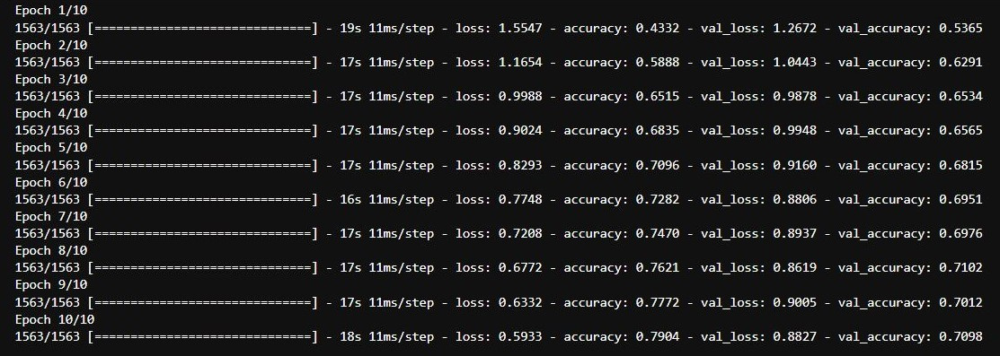 Epoch 1/10
1563/1563 [==============================] - 19s 11ms/step - loss: 1.5547 - accuracy: 0.4332 - val_loss: 1.2672 - val_accuracy: 0.5365
Epoch 2/10
1563/1563 [==============================] - 17s 11ms/step - loss: 1.1654 - accuracy: 0.5888 - val_loss: 1.0443 - val_accuracy: 0.6291
Epoch 3/10
1563/1563 [==============================] - 17s 11ms/step - loss: 0.9988 - accuracy: 0.6515 - val_loss: 0.9878 - val_accuracy: 0.6534
Epoch 4/10
1563/1563 [==============================] - 17s 11ms/step - loss: 0.9024 - accuracy: 0.6835 - val_loss: 0.9948 - val_accuracy: 0.6565
Epoch 5/10
1563/1563 [==============================] - 17s 11ms/step - loss: 0.8293 - accuracy: 0.7096 - val_loss: 0.9160 - val_accuracy: 0.6815
Epoch 6/10
1563/1563 [==============================] - 16s 11ms/step - loss: 0.7748 - accuracy: 0.7282 - val_loss: 0.8806 - val_accuracy: 0.6951
Epoch 7/10
1563/1563 [==============================] - 17s 11ms/step - loss: 0.7208 - accuracy: 0.7470 - val_loss: 0.8937 - val_accuracy: 0.6976
Epoch 8/10
1563/1563 [==============================] - 17s 11ms/step - loss: 0.6772 - accuracy: 0.7621 - val_loss: 0.8619 - val_accuracy: 0.7102
Epoch 9/10
1563/1563 [==============================] - 17s 11ms/step - loss: 0.6332 - accuracy: 0.7772 - val_loss: 0.9005 - val_accuracy: 0.7012
Epoch 10/10
1563/1563 [==============================] - 18s 11ms/step - loss: 0.5933 - accuracy: 0.7904 - val_loss: 0.8827 - val_accuracy: 0.7098